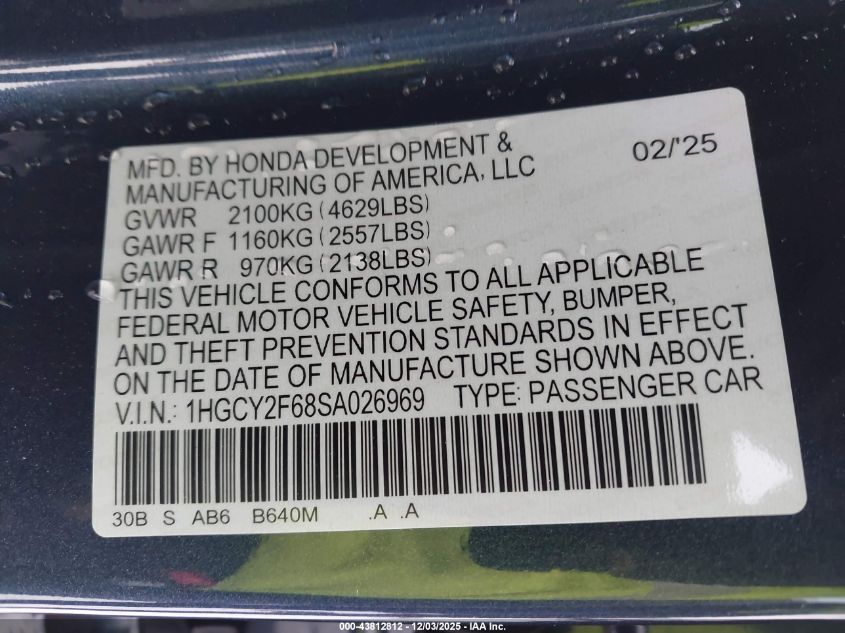 MFD. BY HONDA DEVELOPMENT & 02/'25
MANUFACTURING OF AMERICA, LLC
GVWR 2100KG (4629LBS)
GAWR F 1160KG (2557LBS)
GAWR R 970KG (2138LBS)
THIS VEHICLE CONFORMS TO ALL APPLICABLE
FEDERAL MOTOR VEHICLE SAFETY, BUMPER,
AND THEFT PREVENTION STANDARDS IN EFFECT
ON THE DATE OF MANUFACTURE SHOWN ABOVE.
V.I.N.: 1HGCY2F68SA026969 TYPE: PASSENGER CAR
30B S AB6 B640M .A .A
000-43812812 - 12/03/2025 - IAA Inc.